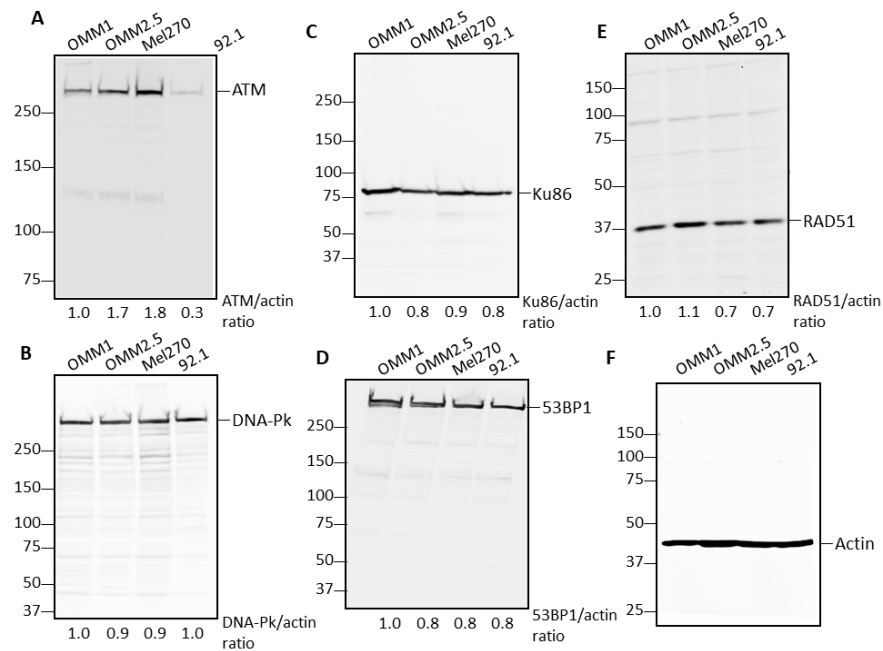 A
OMM1 OMM2.5 Mel270 92.1
250
150
100
75
ATM
1.0 1.7 1.8 0.3
ATM/actin
ratio
B
OMM1 OMM2.5 Mel270 92.1
250
150
100
75
50
37
DNA-Pk
1.0 0.9 0.9 1.0
DNA-Pk/actin
ratio
C
OMM1 OMM2.5 Mel270 92.1
250
150
100
75
50
37
Ku86
1.0 0.8 0.9 0.8
Ku86/actin
ratio
D
OMM1 OMM2.5 Mel270 92.1
250
150
100
75
50
37
53BP1
1.0 0.8 0.8 0.8
53BP1/actin
ratio
E
OMM1 OMM2.5 Mel270 92.1
150
100
75
50
37
25
RAD51
1.0 1.1 0.7 0.7
RAD51/actin
ratio
F
OMM1 OMM2.5 Mel270 92.1
150
100
75
50
37
25
Actin